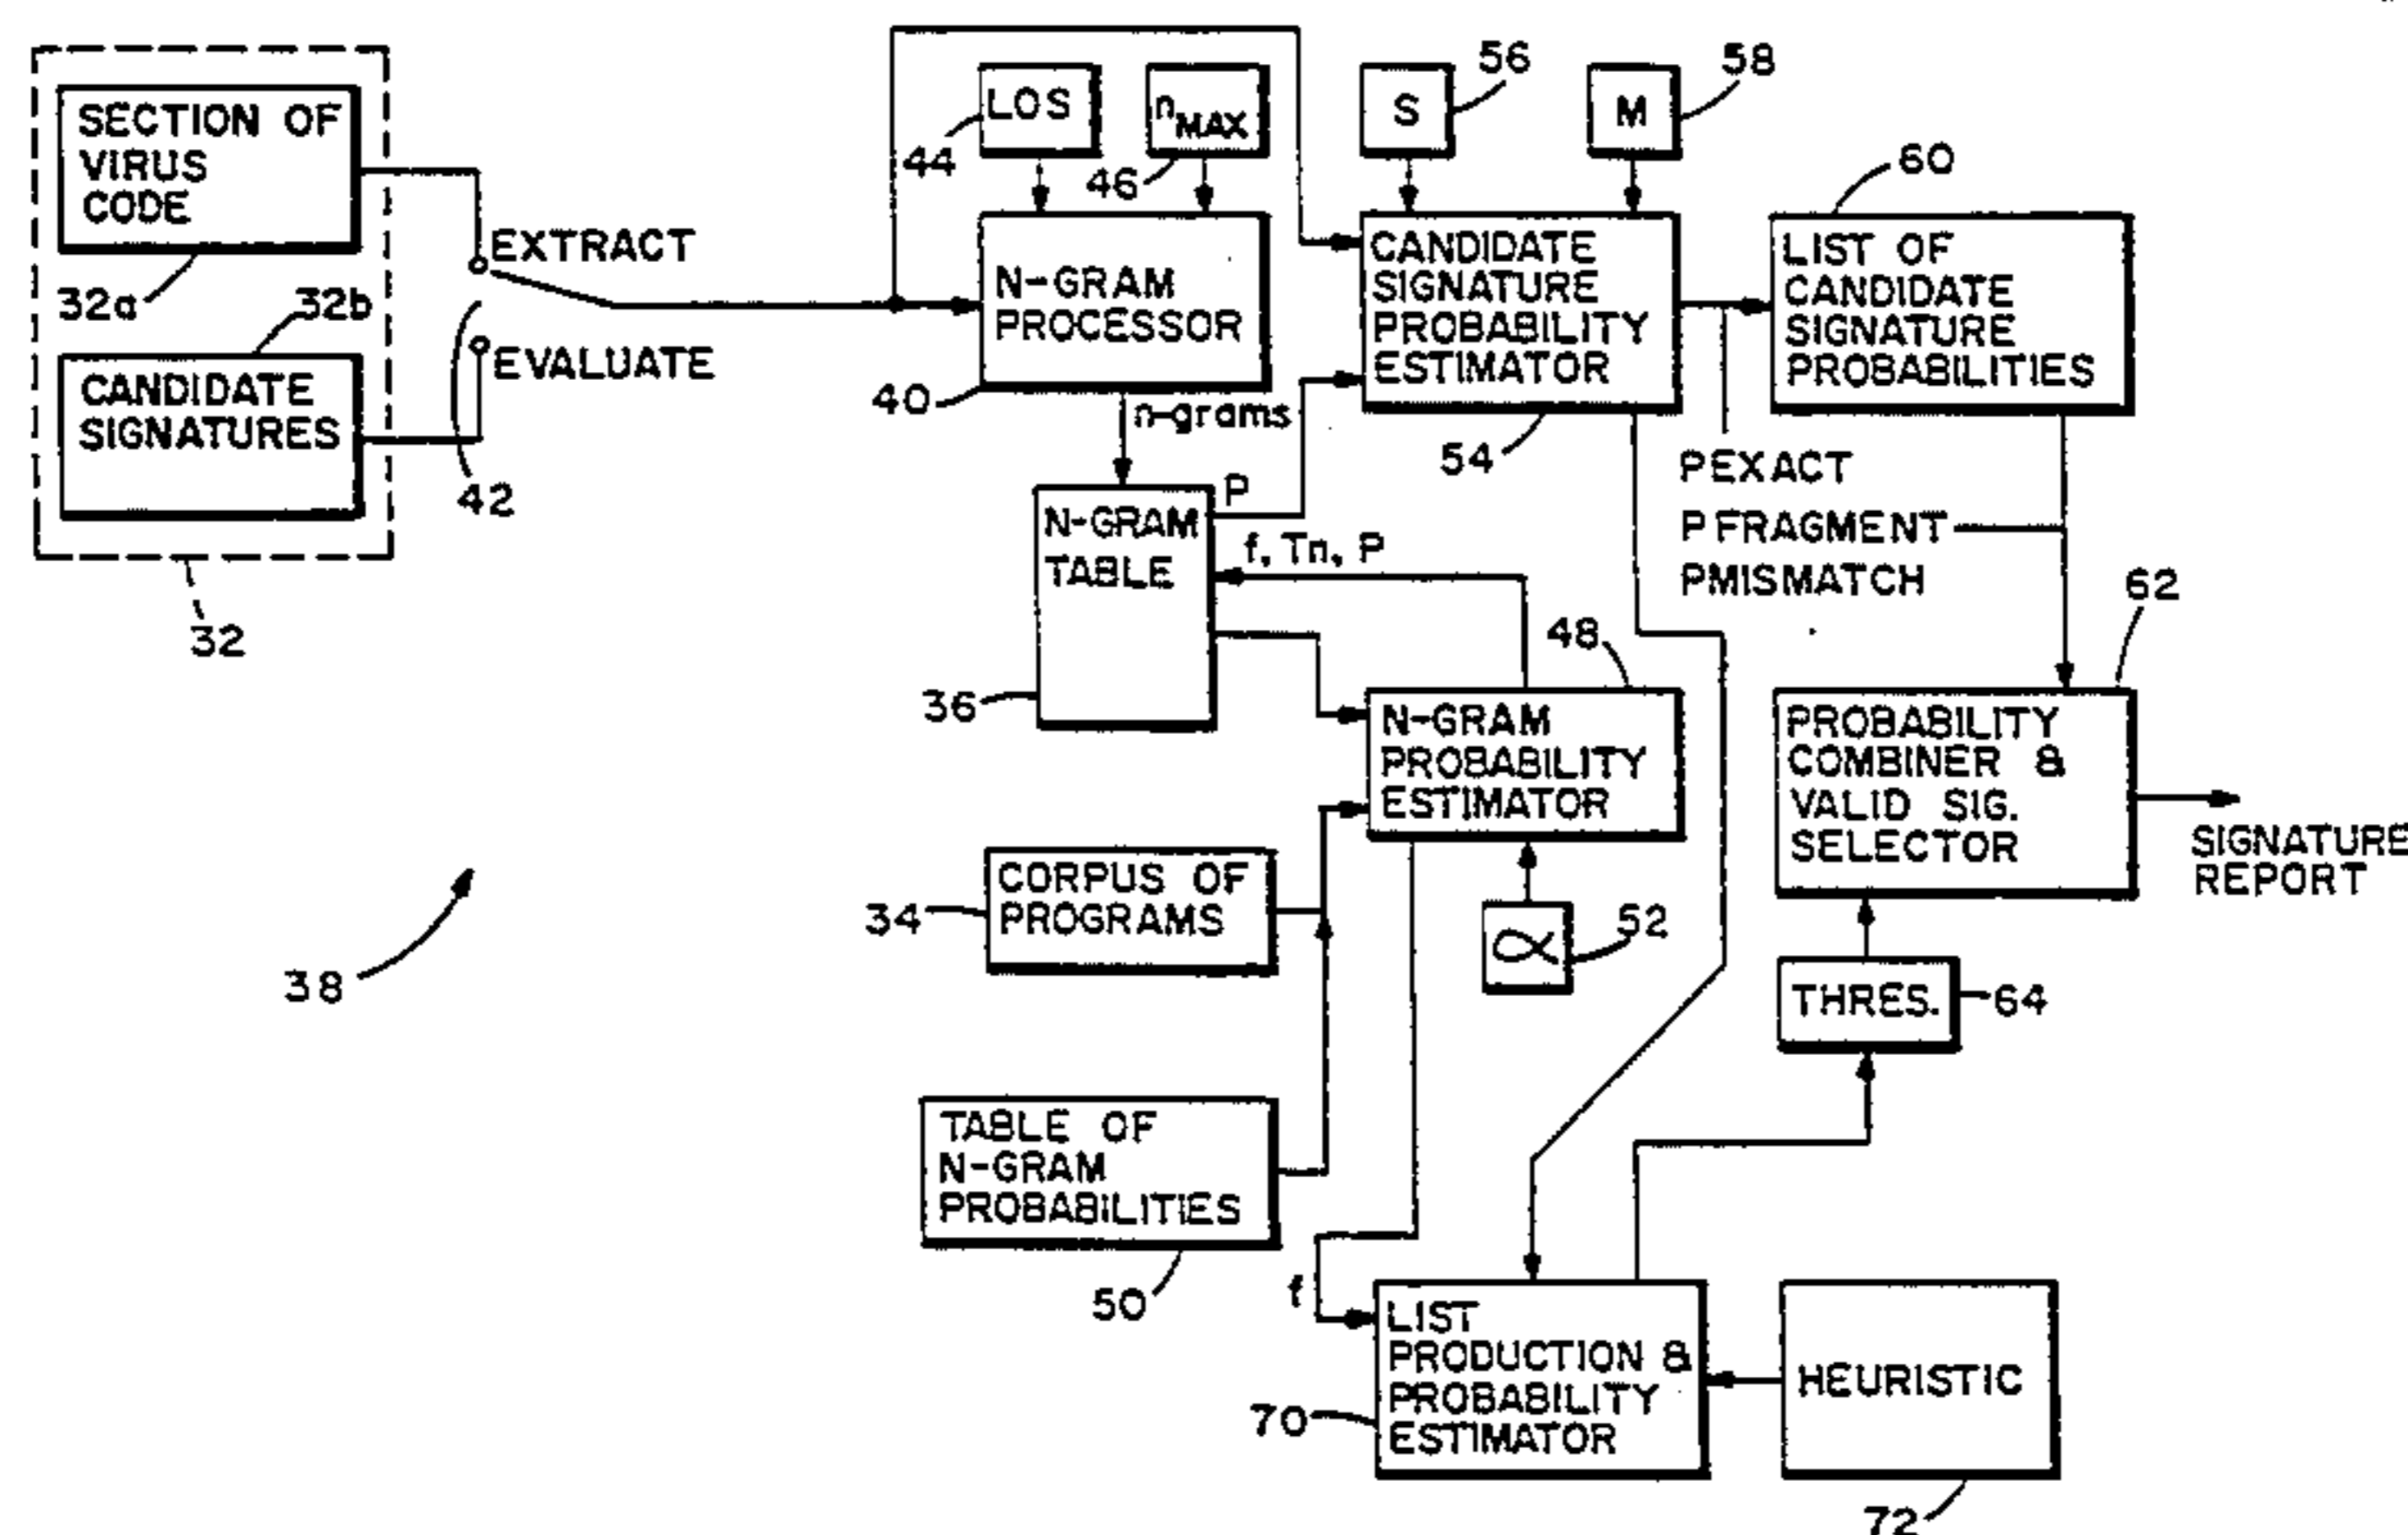 SECTION OF
VIRUS
CODE
32a
32b
CANDIDATE
SIGNATURES
32
EXTRACT
EVALUATE
42
LOS
44
nMAX
46
N-GRAM
PROCESSOR
40
n-grams
S
56
M
58
CANDIDATE
SIGNATURE
PROBABILITY
ESTIMATOR
54
60
LIST OF
CANDIDATE
SIGNATURE
PROBABILITIES
PEXACT
PFRAGMENT
PMISMATCH
N-GRAM
TABLE
36
P
f, Tn, P
48
N-GRAM
PROBABILITY
ESTIMATOR
62
PROBABILITY
COMBINER &
VALID SIG.
SELECTOR
SIGNATURE
REPORT
CORPUS OF
PROGRAMS
34
α
52
THRES.
64
38
TABLE OF
N-GRAM
PROBABILITIES
50
f
LIST
PRODUCTION &
PROBABILITY
ESTIMATOR
70
HEURISTIC
72